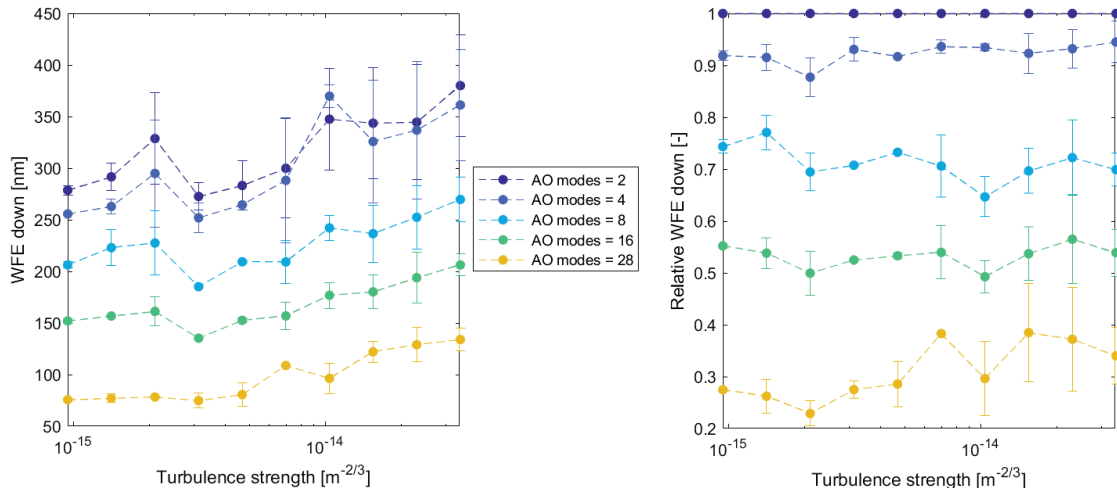 450
400
350
300
250
200
150
100
50
WFE down [nm]
10^-15
10^-14
Turbulence strength [m^-2/3]
AO modes = 2
AO modes = 4
AO modes = 8
AO modes = 16
AO modes = 28
1
0.9
0.8
0.7
0.6
0.5
0.4
0.3
0.2
Relative WFE down [-]
10^-15
10^-14
Turbulence strength [m^-2/3]